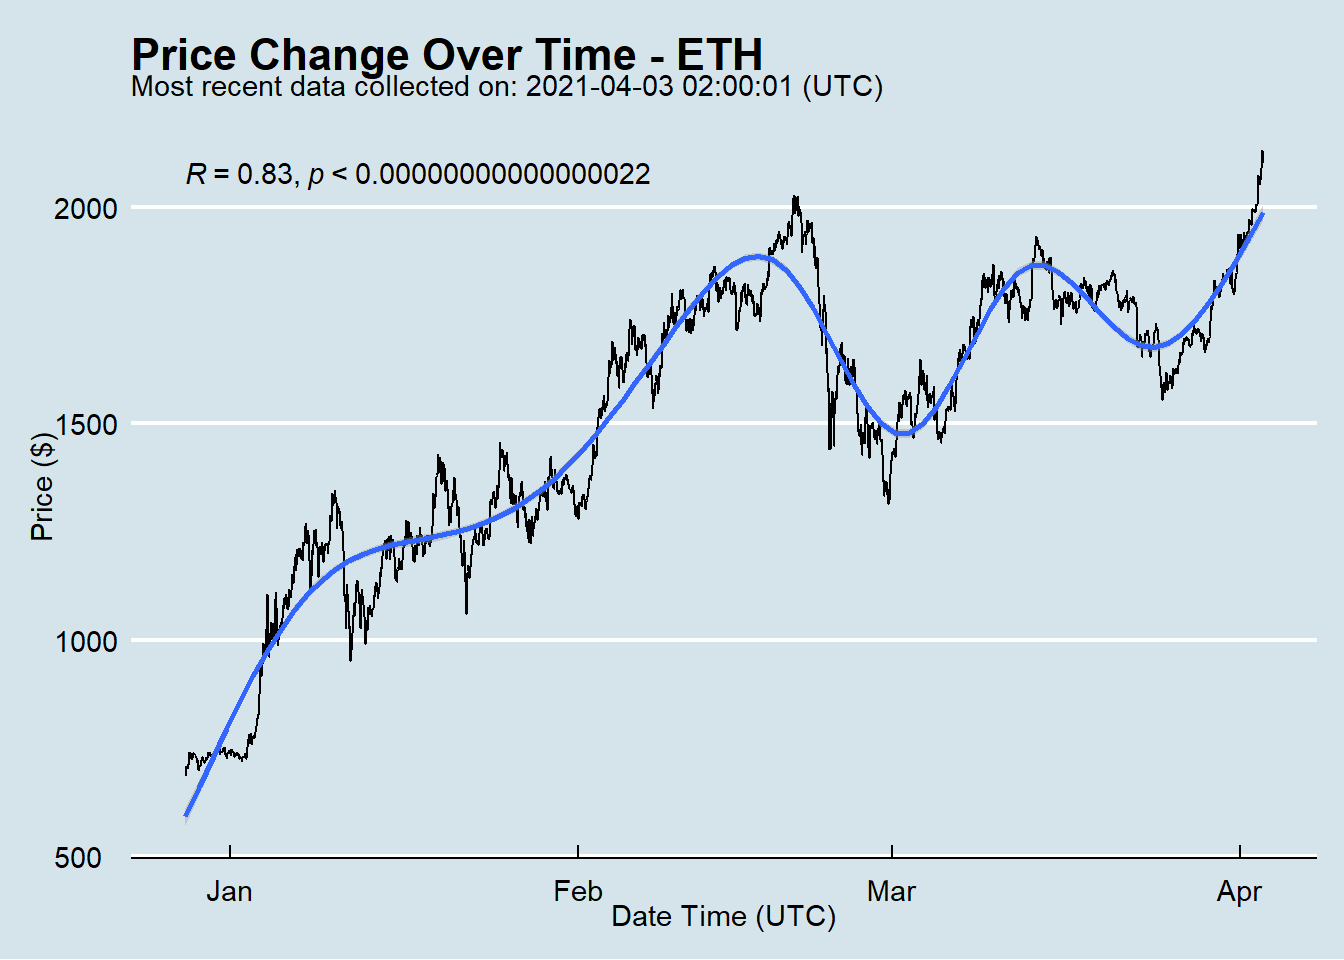 Price Change Over Time - ETH
Most recent data collected on: 2021-04-03 02:00:01 (UTC)
R = 0.83, p < 0.00000000000000022
2000
1500
1000
500
Price ($)
Jan Feb Mar Apr
Date Time (UTC)